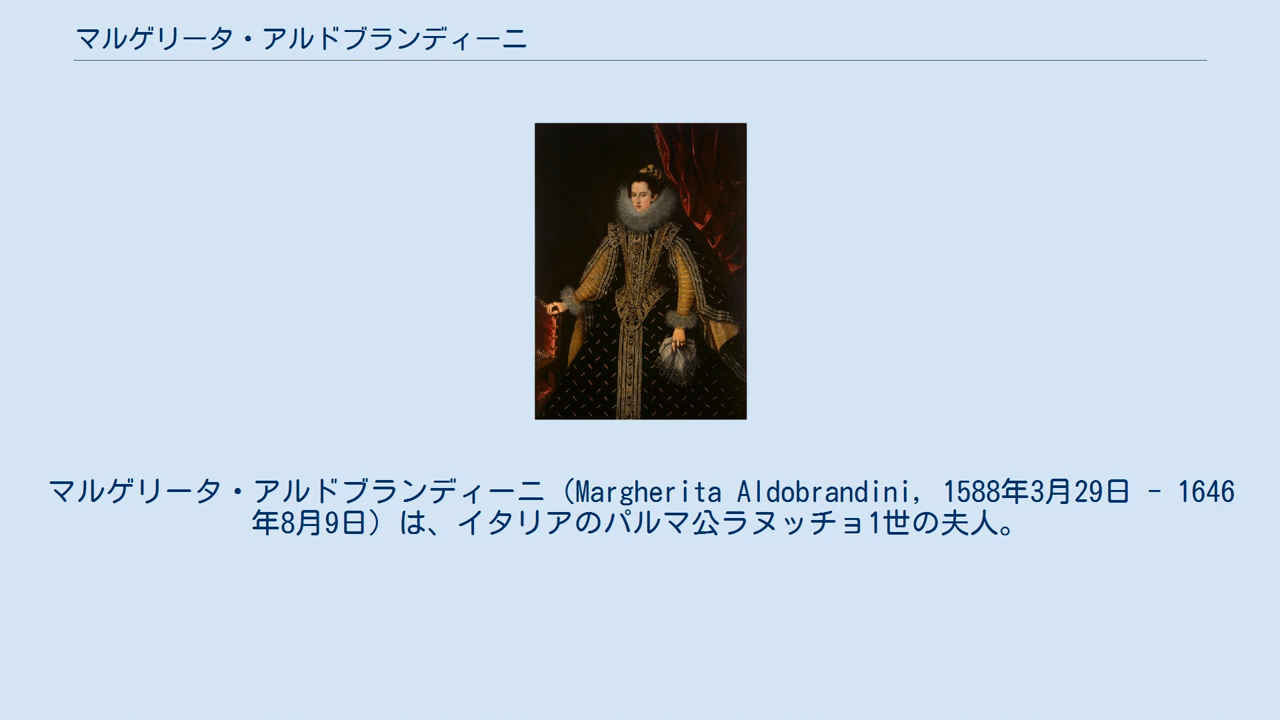 マルゲリータ・アルドブランディーニ
マルゲリータ・アルドブランディーニ（Margherita Aldobrandini, 1588年3月29日 - 1646
年8月9日）は、イタリアのパルマ公ラヌッチョ1世の夫人。